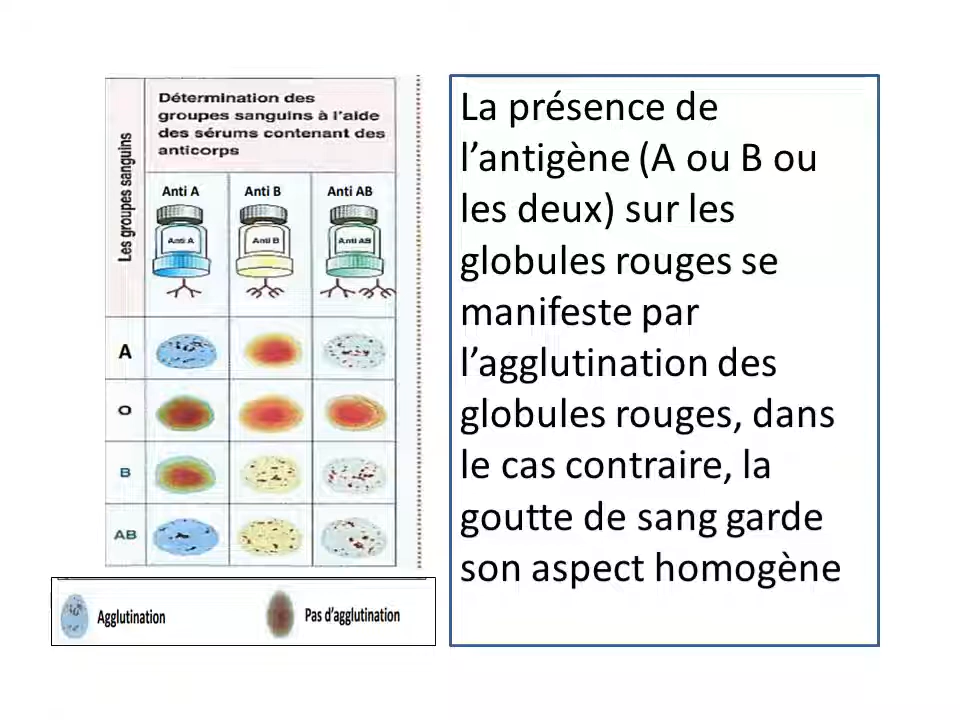 Détermination des
groupes sanguins à l'aide
des sérums contenant des
anticorps
Les groupes sanguins
Anti A Anti B Anti AB
Anti A Anti B Anti AB
A
O
B
AB
Agglutination Pas d'agglutination
La présence de
l'antigène (A ou B ou
les deux) sur les
globules rouges se
manifeste par
l'agglutination des
globules rouges, dans
le cas contraire, la
goutte de sang garde
son aspect homogène